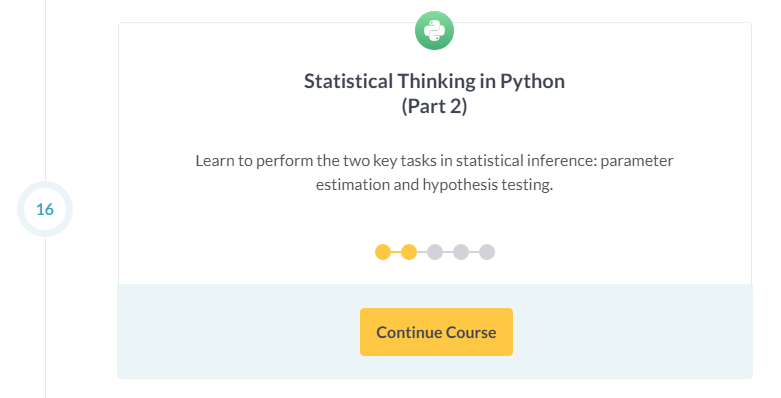 Statistical Thinking in Python
(Part 2)
Learn to perform the two key tasks in statistical inference: parameter
estimation and hypothesis testing.
16
Continue Course